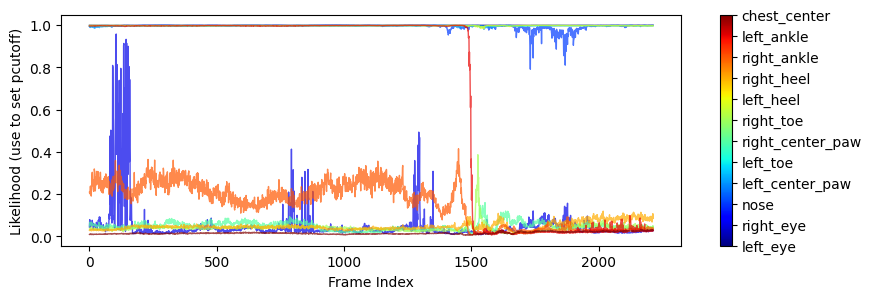 1.0
0.8
0.6
0.4
0.2
0.0
Likelihood (use to set pcutoff)
0
500
1000
1500
2000
Frame Index
chest_center
left_ankle
right_ankle
right_heel
left_heel
right_toe
right_center_paw
left_toe
left_center_paw
nose
right_eye
left_eye